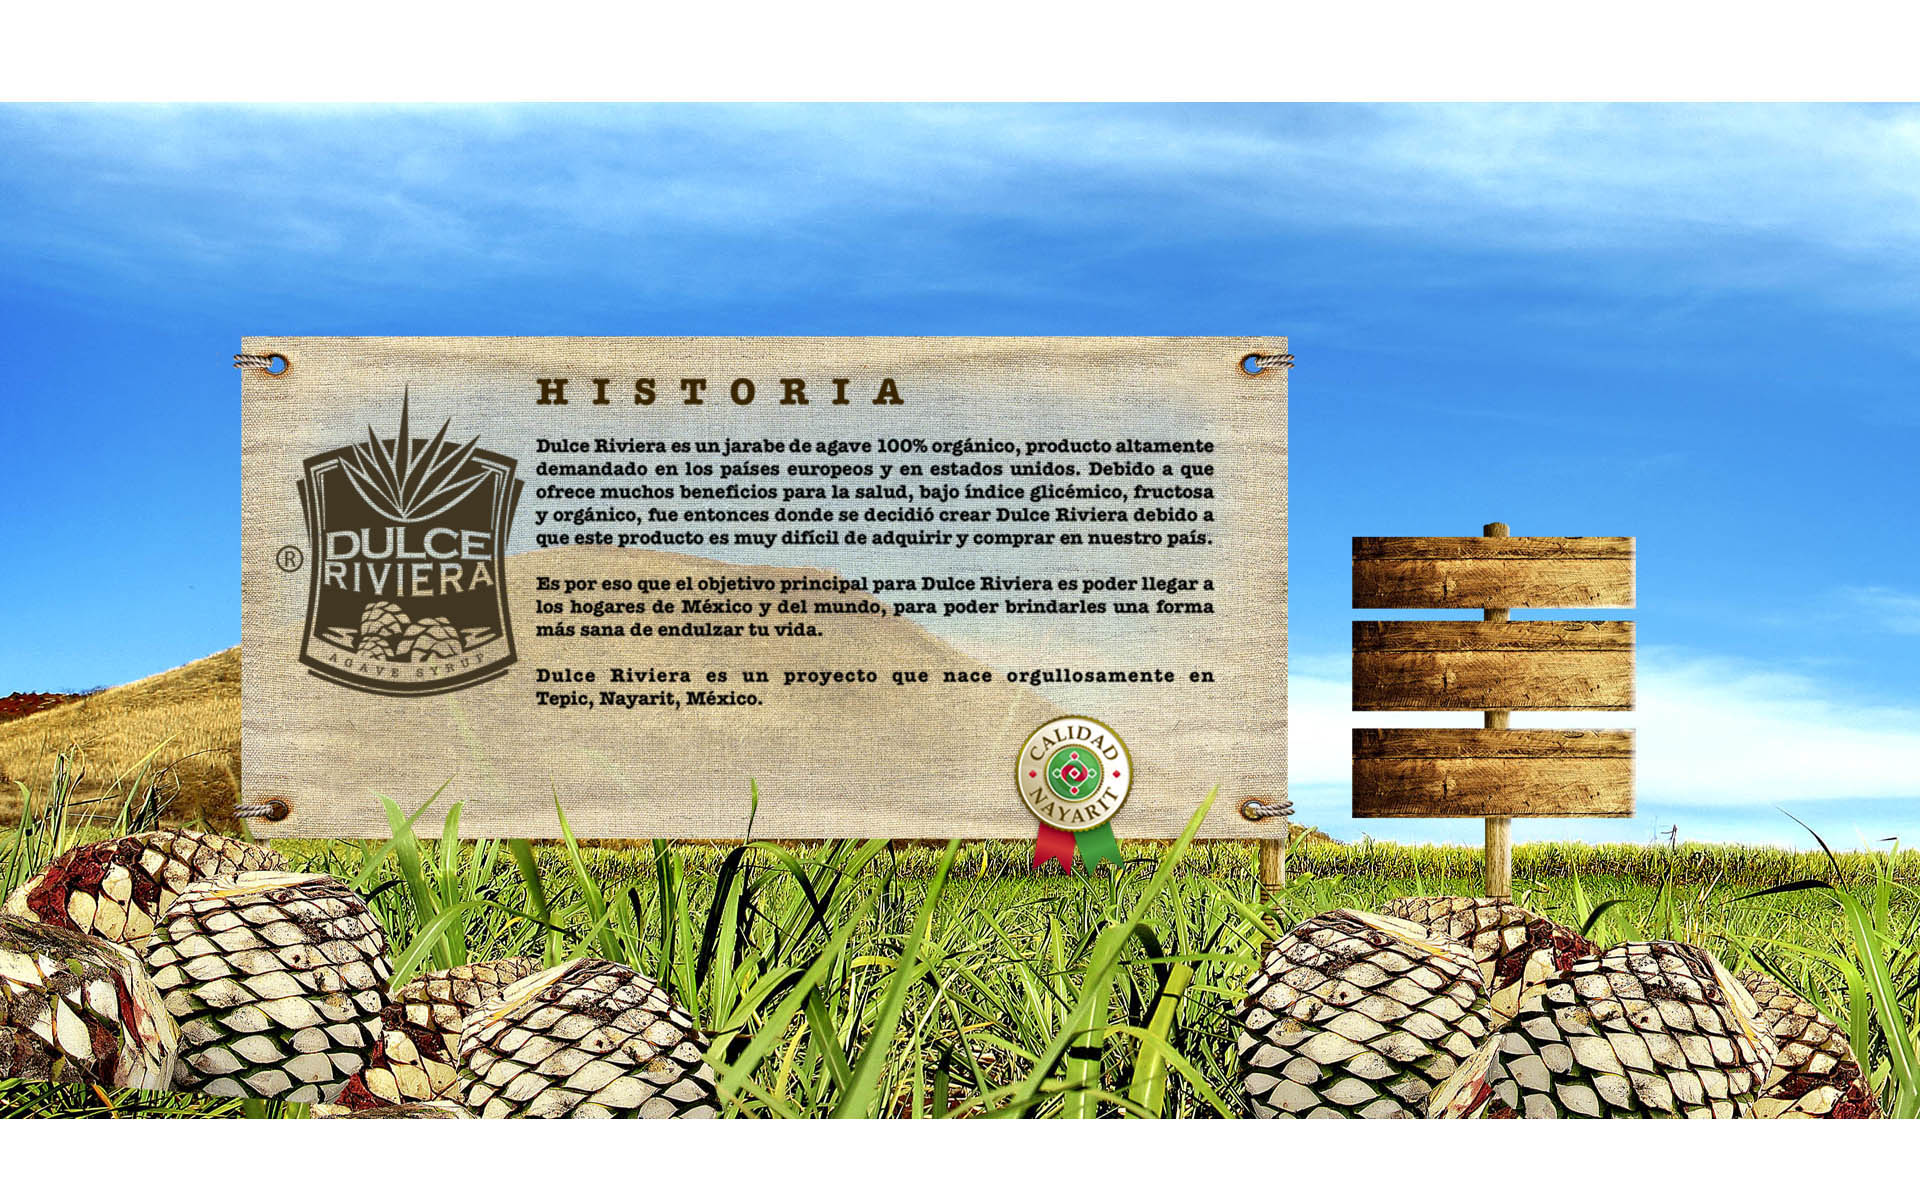 HISTORIA
Dulce Riviera es un jarabe de agave 100% orgánico, producto altamente
demandado en los países europeos y en estados unidos. Debido a que
ofrece muchos beneficios para la salud, bajo índice glicémico, fructosa
y orgánico, fue entonces donde se decidió crear Dulce Riviera debido a
que este producto es muy difícil de adquirir y comprar en nuestro país.
Es por eso que el objetivo principal para Dulce Riviera es poder llegar a
los hogares de México y del mundo, para poder brindarles una forma
más sana de endulzar tu vida.
Dulce Riviera es un proyecto que nace orgullosamente en
Tepic, Nayarit, México.
DULCE
® RIVIERA
AGAVE SYRUP
CALIDAD
NAYARIT